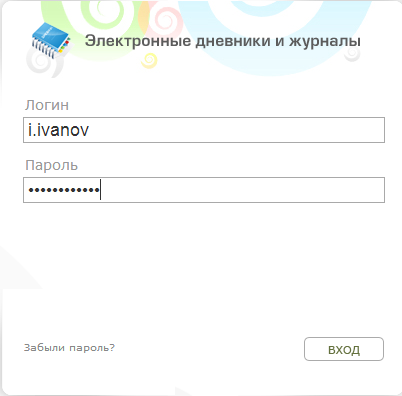 Электронные дневники и журналы
Логин
i.ivanov
Пароль
••••••••••••
Забыли пароль?
вход